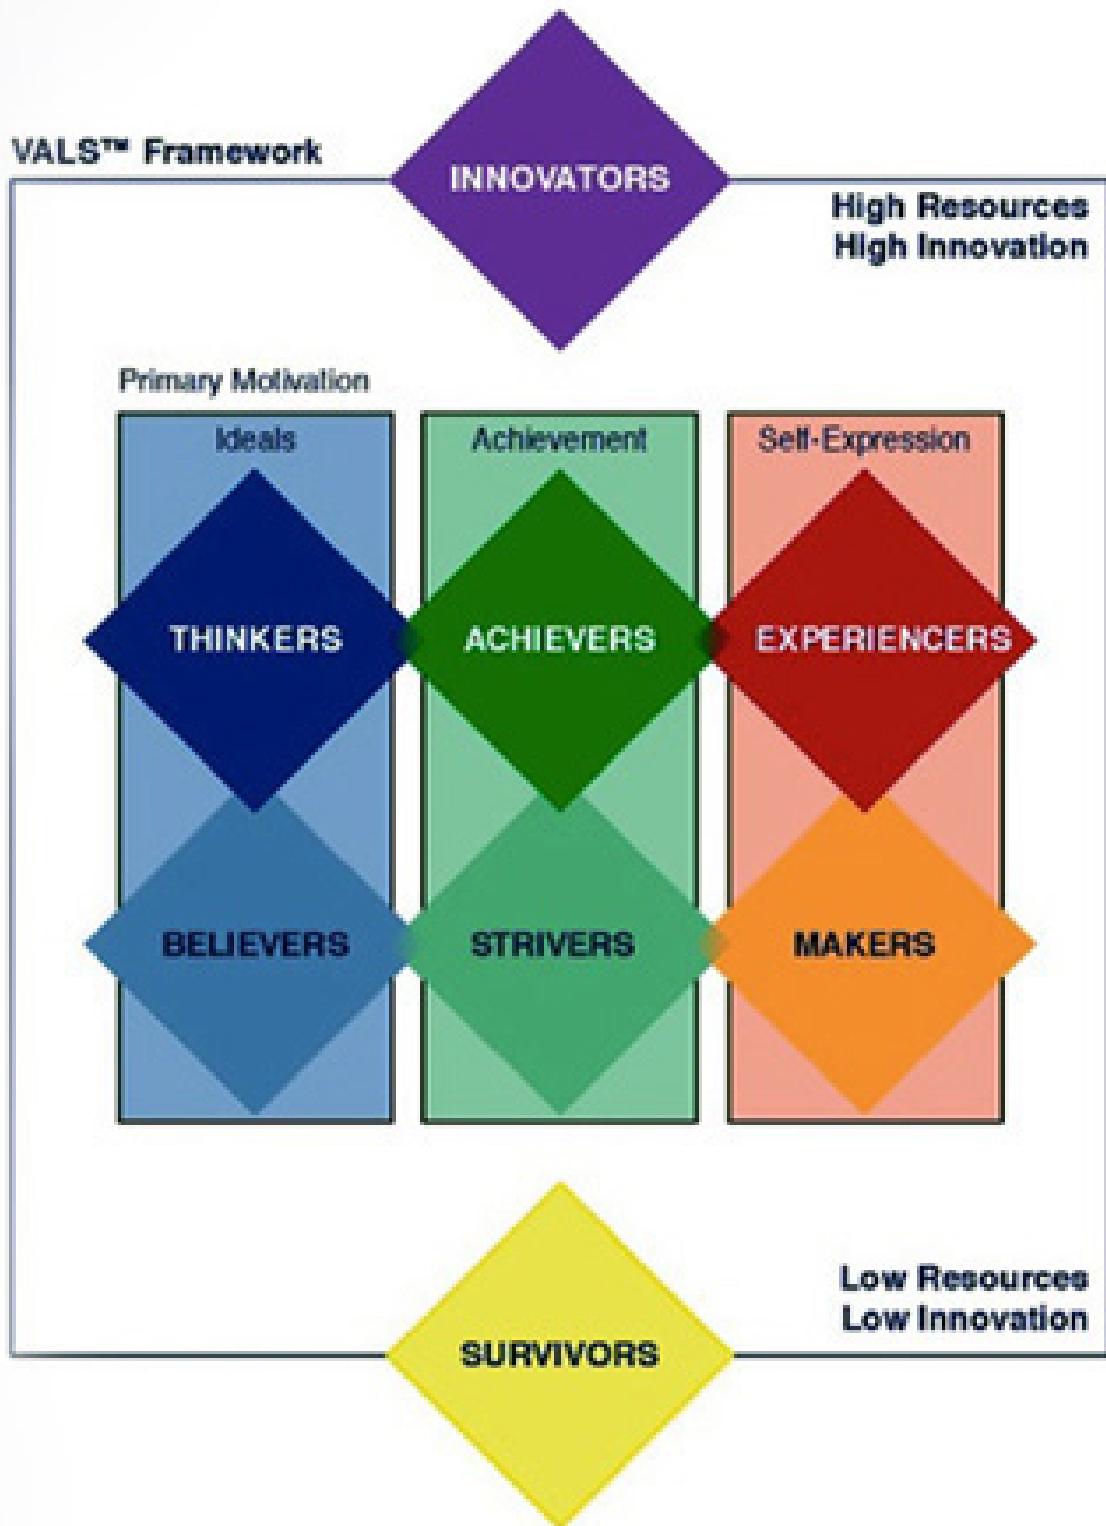 VALS™ Framework
INNOVATORS
High Resources
High Innovation
Primary Motivation
Ideals
Achievement
Self-Expression
THINKERS
ACHIEVERS
EXPERIENCERS
BELIEVERS
STRIVERS
MAKERS
Low Resources
Low Innovation
SURVIVORS